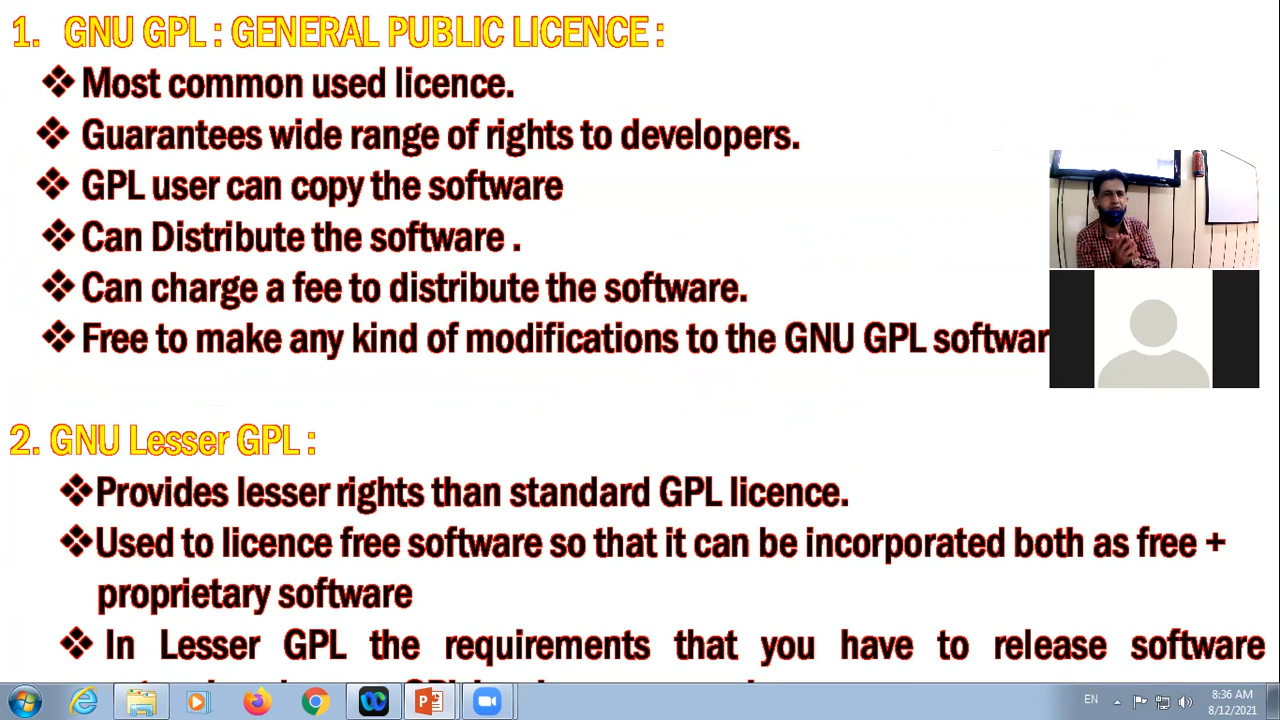 1. GNU GPL : GENERAL PUBLIC LICENCE :
❖ Most common used licence.
❖ Guarantees wide range of rights to developers.
❖ GPL user can copy the software
❖ Can Distribute the software .
❖ Can charge a fee to distribute the software.
❖ Free to make any kind of modifications to the GNU GPL softwar
2. GNU Lesser GPL :
❖Provides lesser rights than standard GPL licence.
❖Used to licence free software so that it can be incorporated both as free +
proprietary software
❖ In Lesser GPL the requirements that you have to release software
EN
8:36 AM
8/12/2021